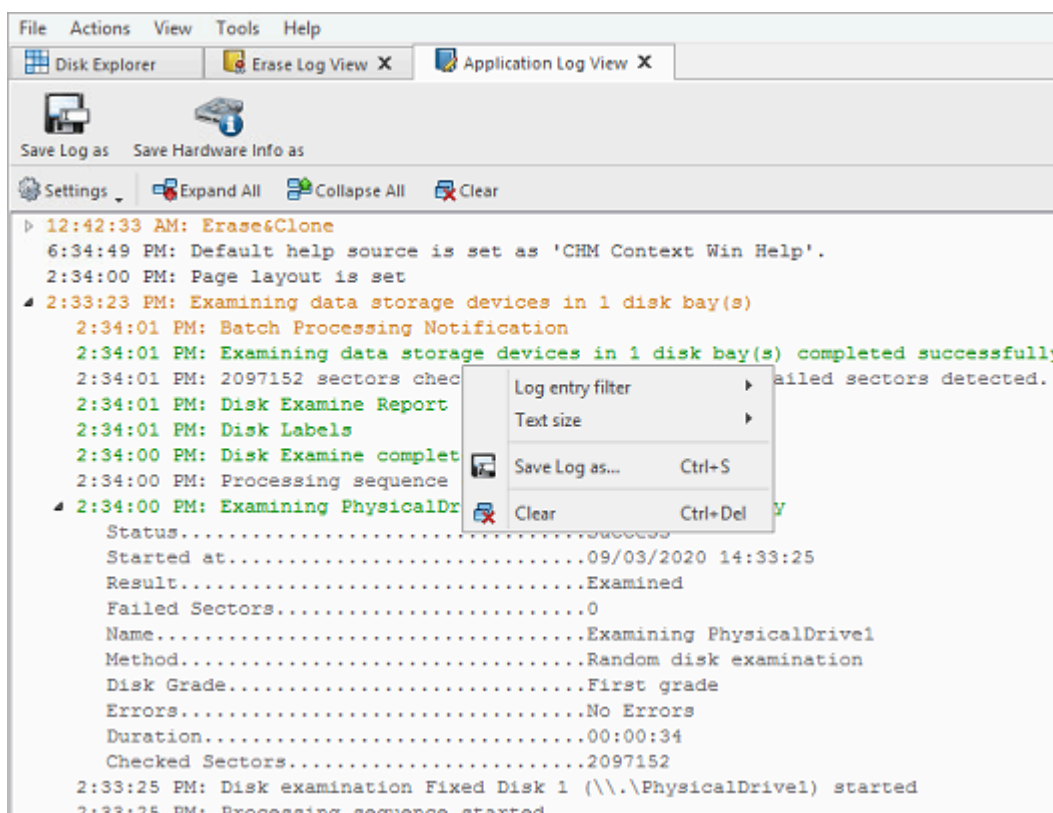 File Actions View Tools Help
Disk Explorer Erase Log View X Application Log View X
Save Log as Save Hardware Info as
Settings Expand All Collapse All Clear
12:42:33 AM: Erase&Clone
6:34:49 PM: Default help source is set as 'CHM Context Win Help'.
2:34:00 PM: Page layout is set
2:33:23 PM: Examining data storage devices in 1 disk bay(s)
2:34:01 PM: Batch Processing Notification
2:34:01 PM: Examining data storage devices in 1 disk bay(s) completed successfully
2:34:01 PM: 2097152 sectors chec ailed sectors detected.
Log entry filter
2:34:01 PM: Disk Examine Report
Text size
2:34:01 PM: Disk Labels
2:34:00 PM: Disk Examine complet
Save Log as... Ctrl+S
2:34:00 PM: Processing sequence
2:34:00 PM: Examining PhysicalDr y
Clear Ctrl+Del
Status..................................Success
Started at..............................09/03/2020 14:33:25
Result..................................Examined
Failed Sectors..........................0
Name....................................Examining PhysicalDrive1
Method..................................Random disk examination
Disk Grade..............................First grade
Errors..................................No Errors
Duration................................00:00:34
Checked Sectors.........................2097152
2:33:25 PM: Disk examination Fixed Disk 1 (\\.\PhysicalDrive1) started
2:33:25 PM: Processing sequence started